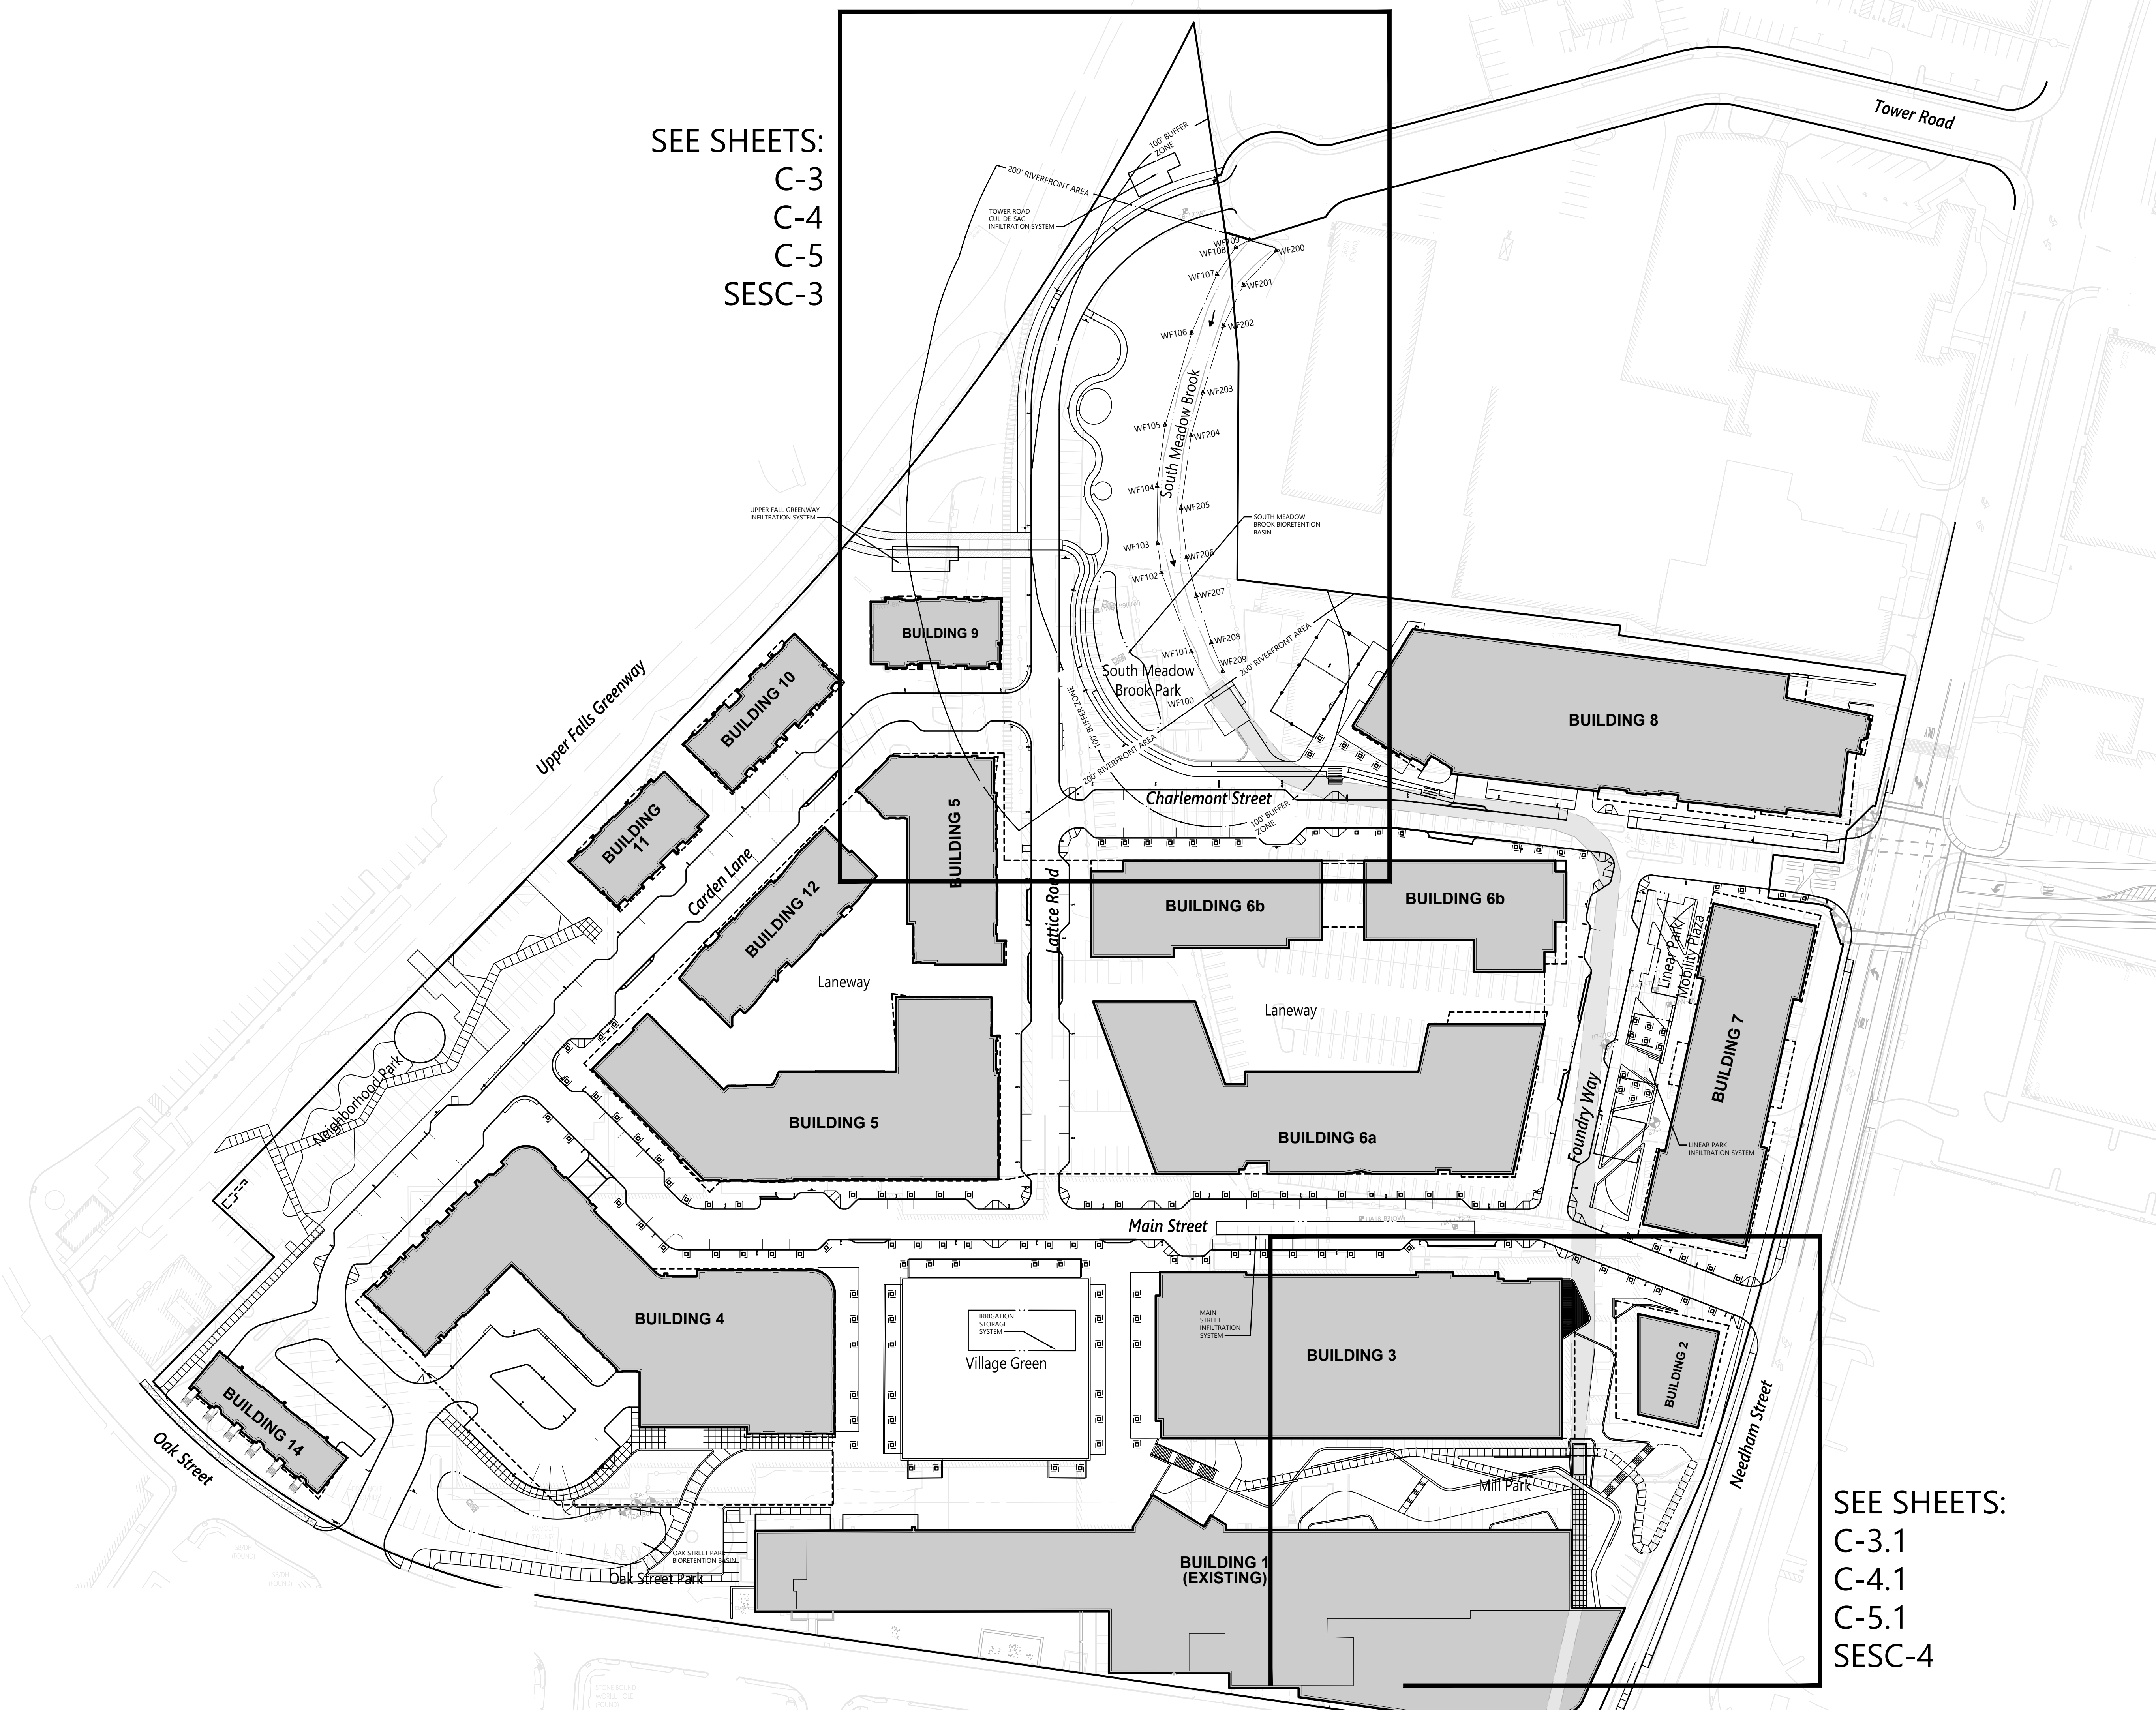 SEE SHEETS:
C-3
C-4
C-5
SESC-3
Tower Road
100' BUFFER
ZONE
200' RIVERFRONT AREA
TOWER ROAD
CUL-DE-SAC
INFILTRATION SYSTEM
WF109
WF108
WF200
WF107
WF201
WF106
WF202
WF203
South Meadow Brook
WF105
WF204
WF104
WF205
UPPER FALL GREENWAY
INFILTRATION SYSTEM
SOUTH MEADOW
BROOK BIORETENTION
BASIN
WF103
WF206
WF102
WF207
WF208
WF101
WF209
200' RIVERFRONT AREA
South Meadow
Brook Park
WF100
100' BUFFER ZONE
200' RIVERFRONT AREA
BUILDING 9
BUILDING 10
Upper Falls Greenway
BUILDING 8
BUILDING
11
Carden Lane
BUILDING 12
BUILDING 5
Charlemont Street
100' BUFFER
ZONE
Lattice Road
BUILDING 6b
BUILDING 6b
Linear Park/
Mobility Plaza
Laneway
Laneway
BUILDING 7
Neighborhood Park
BUILDING 5
BUILDING 6a
Foundry Way
LINEAR PARK
INFILTRATION SYSTEM
Main Street
BUILDING 4
IRRIGATION
STORAGE
SYSTEM
Village Green
MAIN
STREET
INFILTRATION
SYSTEM
BUILDING 3
BUILDING 2
Needham Street
BUILDING 14
Oak Street
Mill Park
OAK STREET PARK
BIORETENTION BASIN
Oak Street Park
BUILDING 1
(EXISTING)
SEE SHEETS:
C-3.1
C-4.1
C-5.1
SESC-4